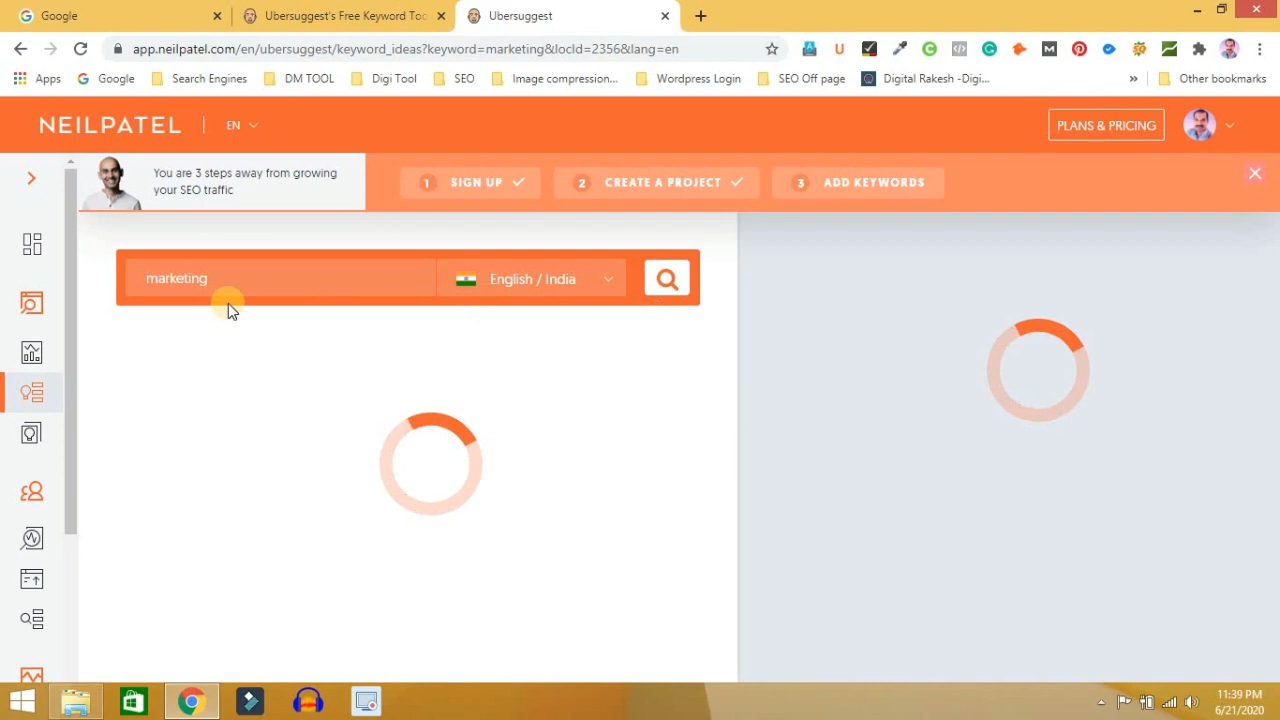 Google
Ubersuggest's Free Keyword Too
Ubersuggest
app.neilpatel.com/en/ubersuggest/keyword_ideas?keyword=marketing&locId=2356&lang=en
Apps
Google
Search Engines
DM TOOL
Digi Tool
SEO
Image compression...
Wordpress Login
SEO Off page
Digital Rakesh -Digi...
»
Other bookmarks
NEILPATEL
EN
PLANS & PRICING
You are 3 steps away from growing
your SEO traffic
1 SIGN UP
2 CREATE A PROJECT
3 ADD KEYWORDS
marketing
English / India
11:39 PM
6/21/2020